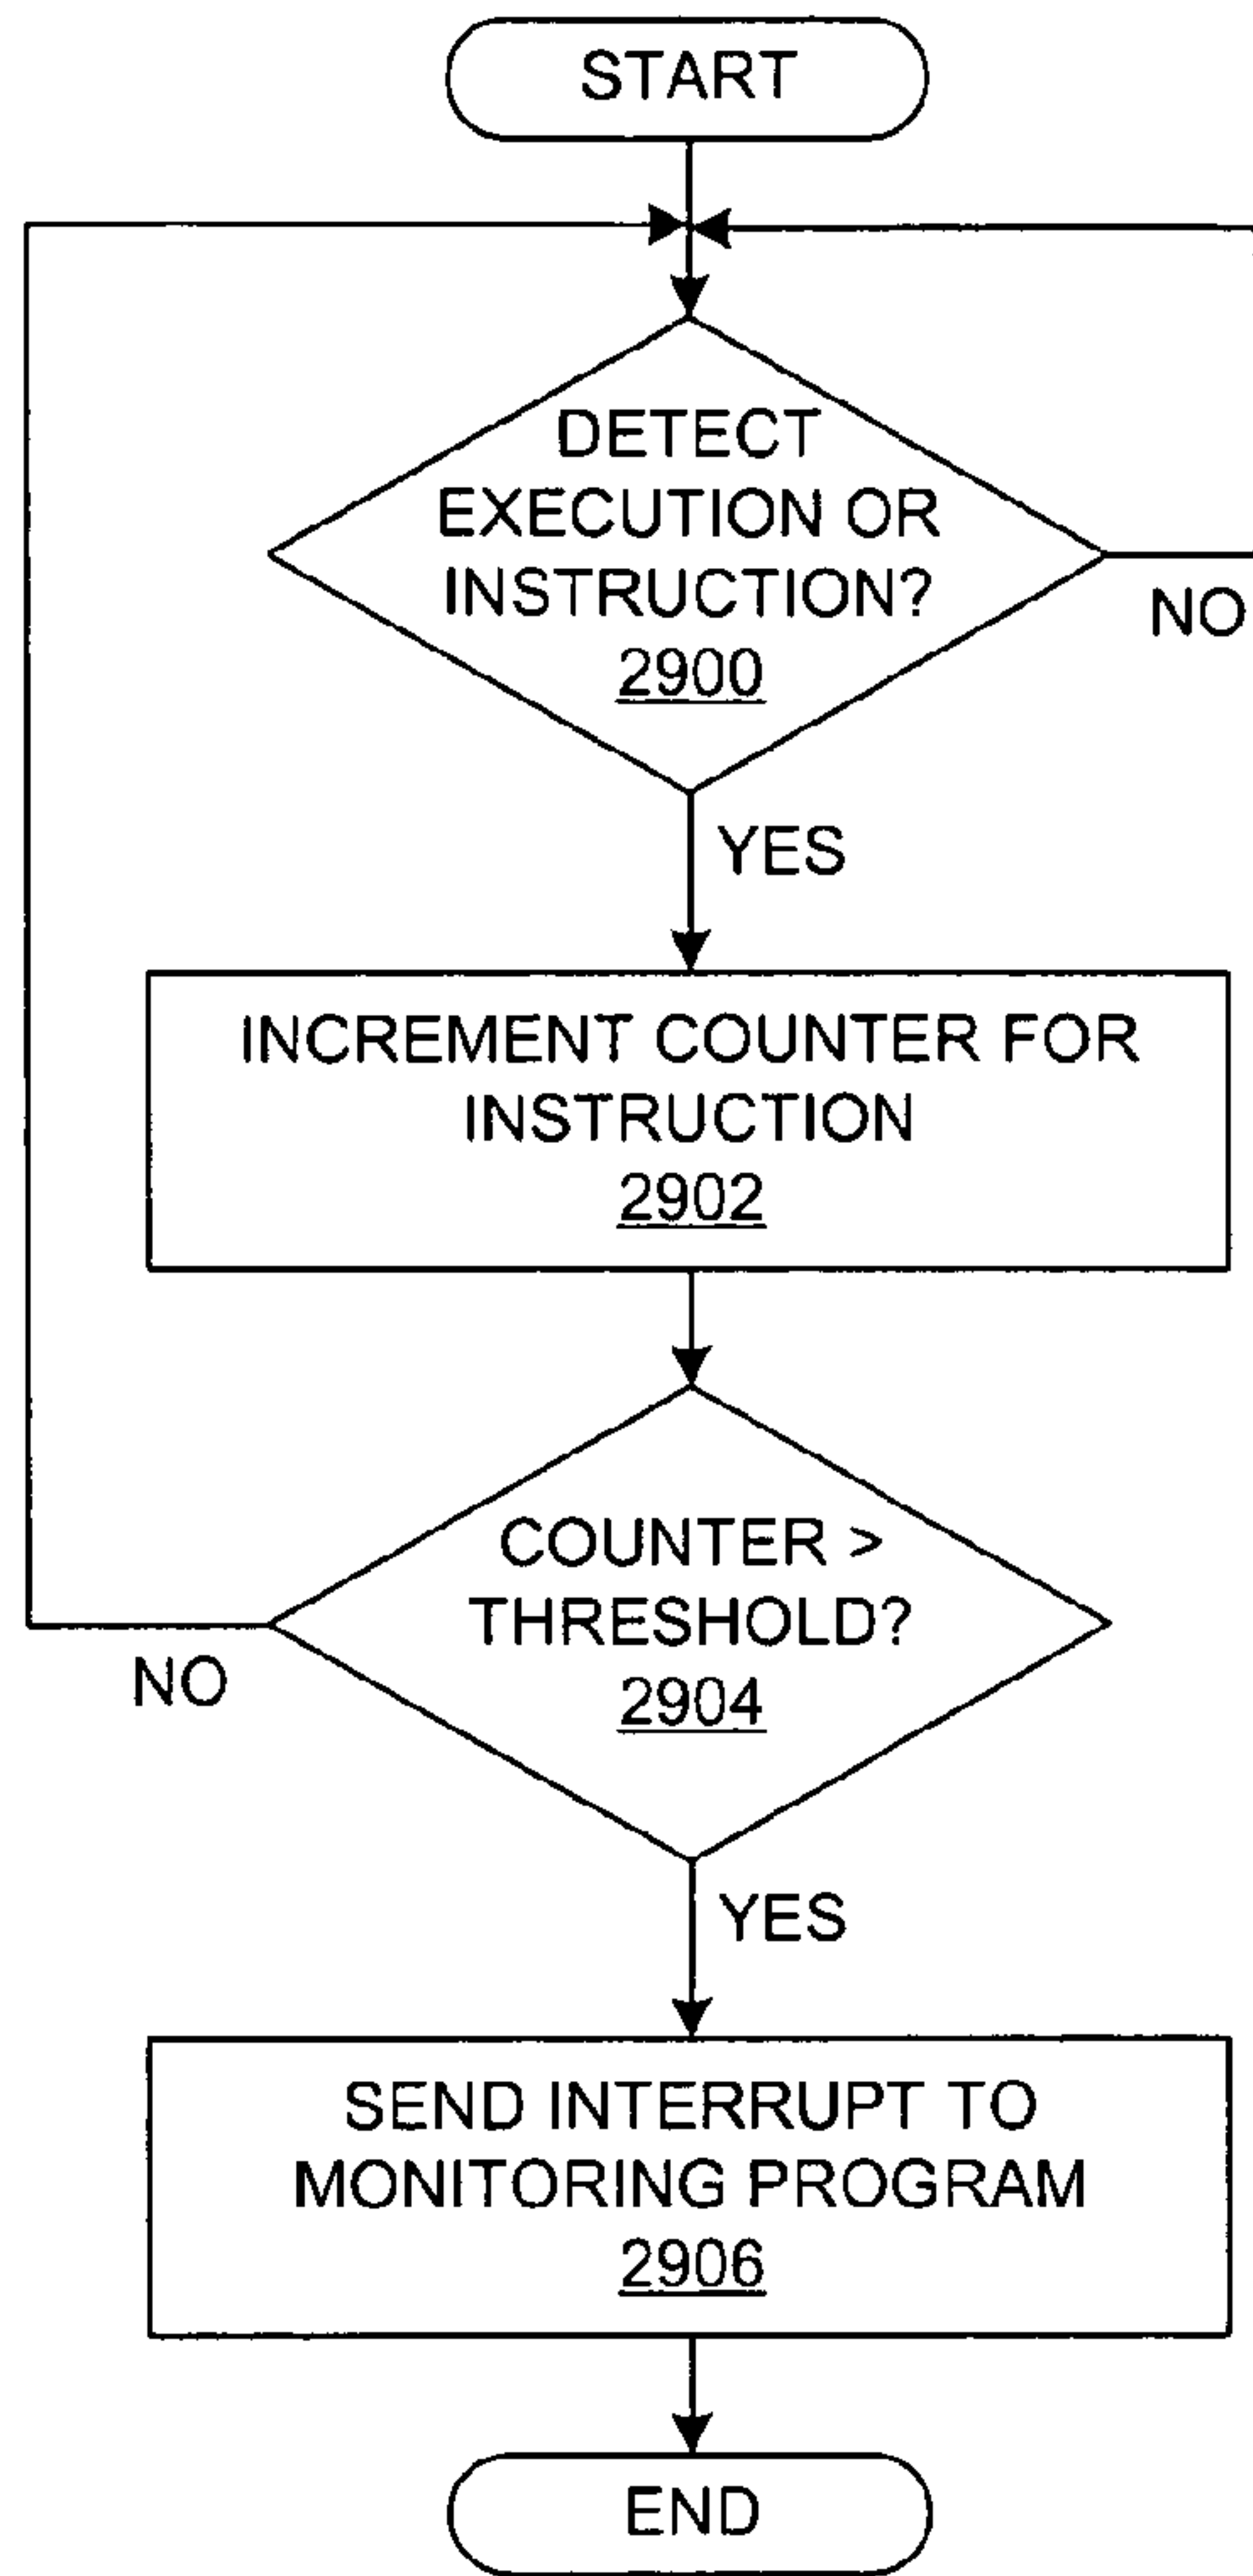 START
DETECT
EXECUTION OR
INSTRUCTION?
2900
NO
YES
INCREMENT COUNTER FOR
INSTRUCTION
2902
COUNTER >
THRESHOLD?
2904
NO
YES
SEND INTERRUPT TO
MONITORING PROGRAM
2906
END